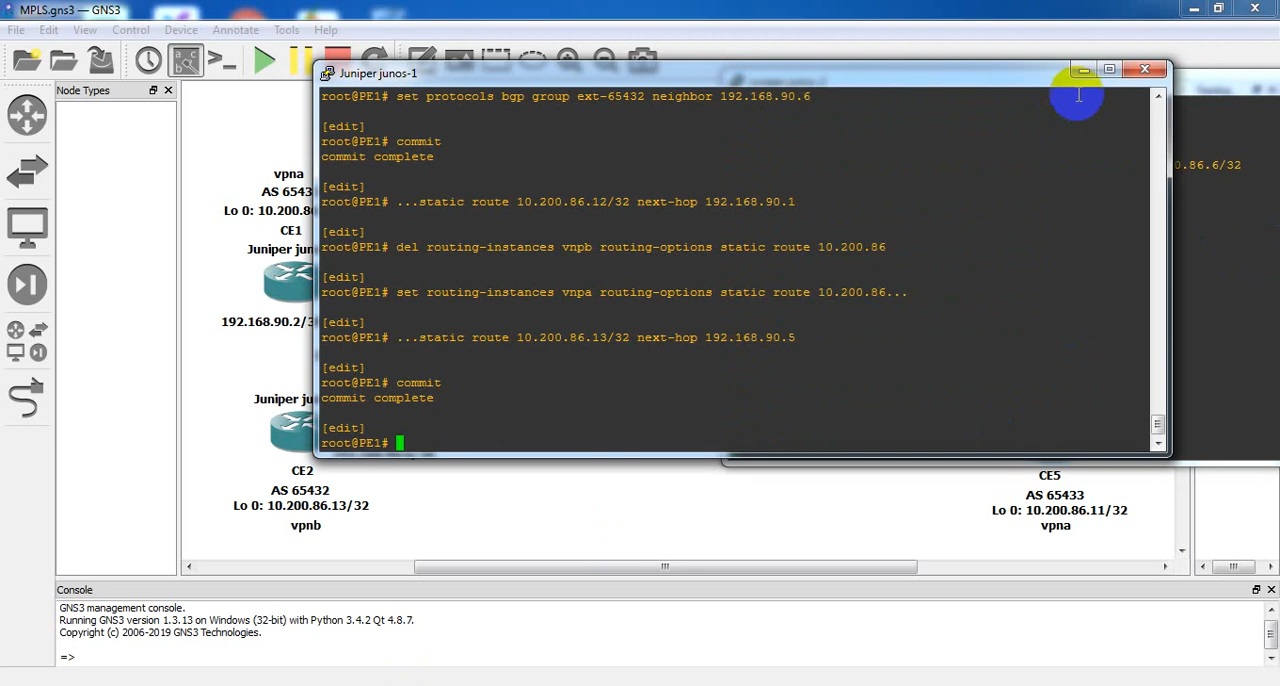 MPLS.gns3 — GNS3
File Edit View Control Device Annotate Tools Help
Node Types
Juniper junos-1
root@PE1# set protocols bgp group ext-65432 neighbor 192.168.90.6
[edit]
root@PE1# commit
commit complete
[edit]
root@PE1# ...static route 10.200.86.12/32 next-hop 192.168.90.1
[edit]
root@PE1# del routing-instances vnpb routing-options static route 10.200.86
[edit]
root@PE1# set routing-instances vnpa routing-options static route 10.200.86...
[edit]
root@PE1# ...static route 10.200.86.13/32 next-hop 192.168.90.5
[edit]
root@PE1# commit
commit complete
[edit]
root@PE1#
.86.6/32
vpna
AS 6543
Lo 0: 10.200.8
CE1
Juniper jun
192.168.90.2/3
Juniper ju
CE2
AS 65432
Lo 0: 10.200.86.13/32
vpnb
CE5
AS 65433
Lo 0: 10.200.86.11/32
vpna
Console
GNS3 management console.
Running GNS3 version 1.3.13 on Windows (32-bit) with Python 3.4.2 Qt 4.8.7.
Copyright (c) 2006-2019 GNS3 Technologies.
=>